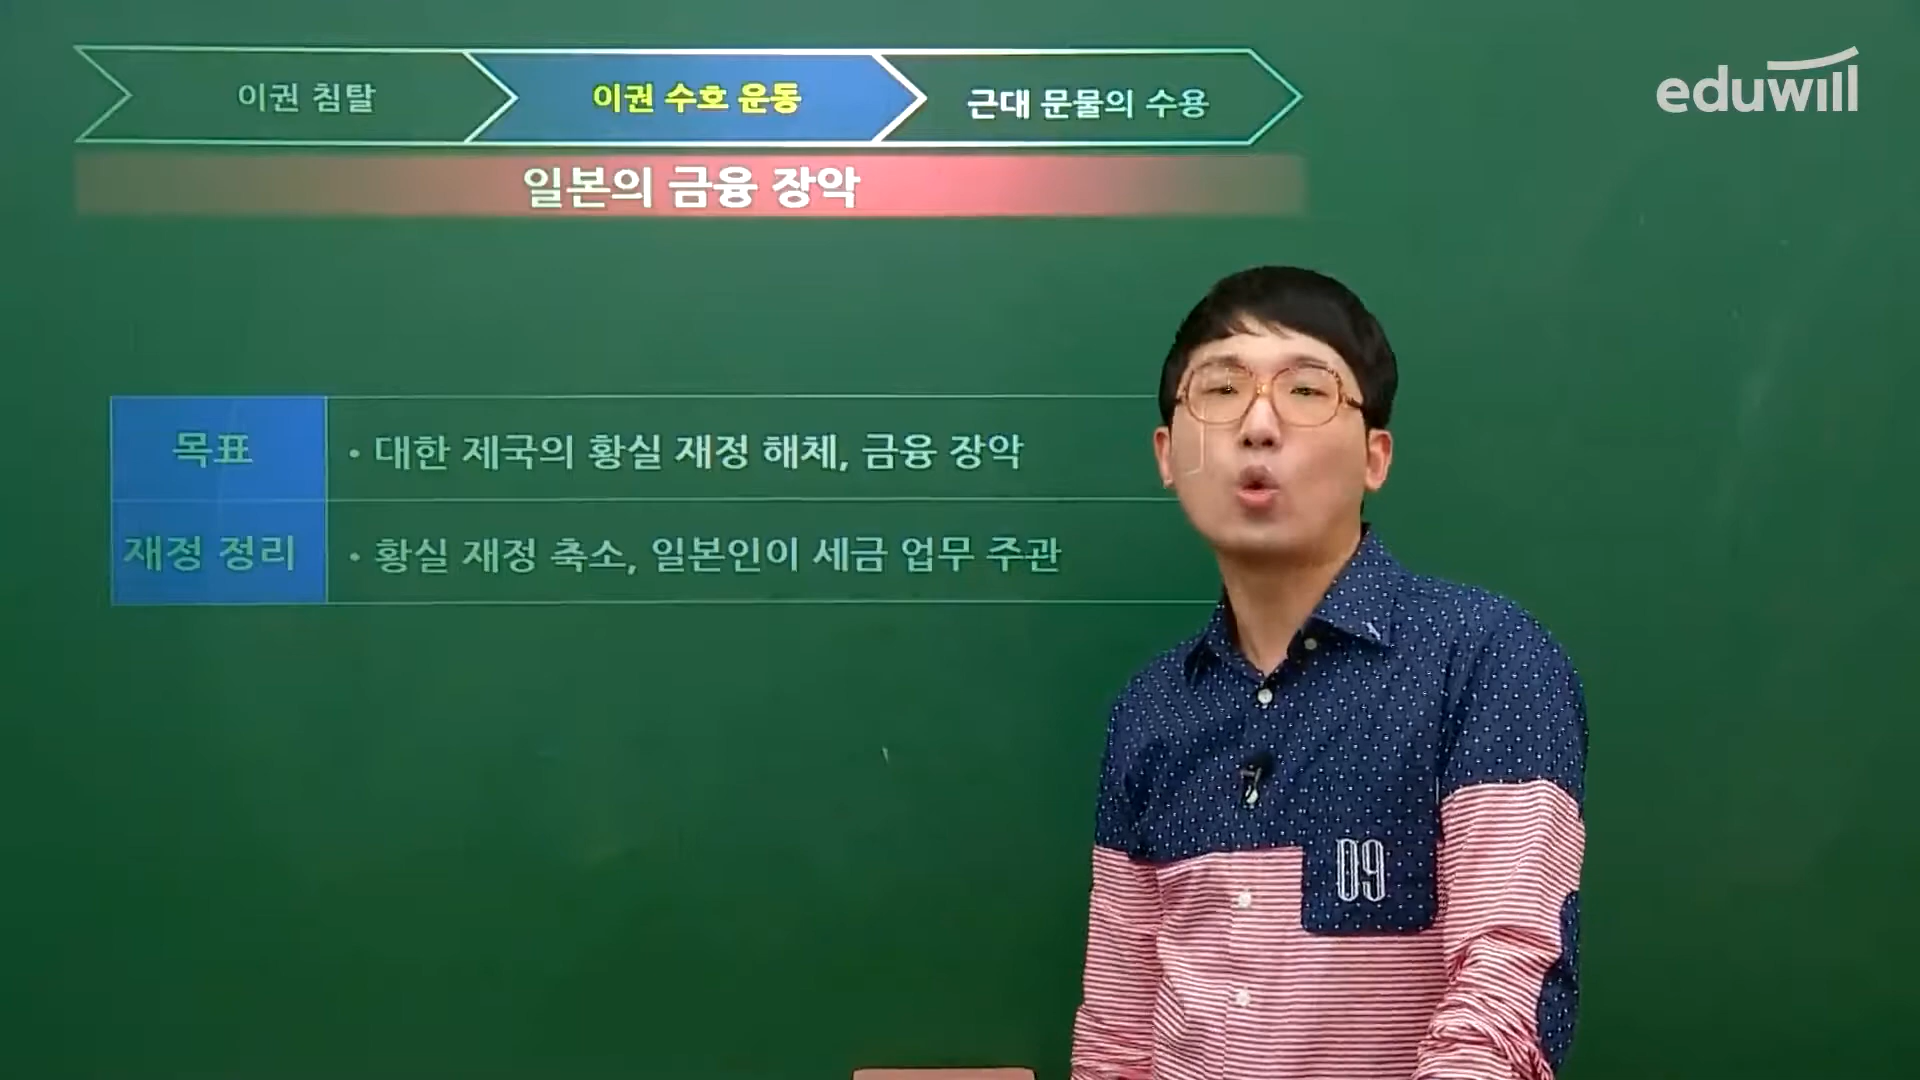 이권 침탈
이권 수호 운동
근대 문물의 수용
eduwill
일본의 금융 장악
목표
• 대한 제국의 황실 재정 해체, 금융 장악
재정 정리
• 황실 재정 축소, 일본인이 세금 업무 주관
09